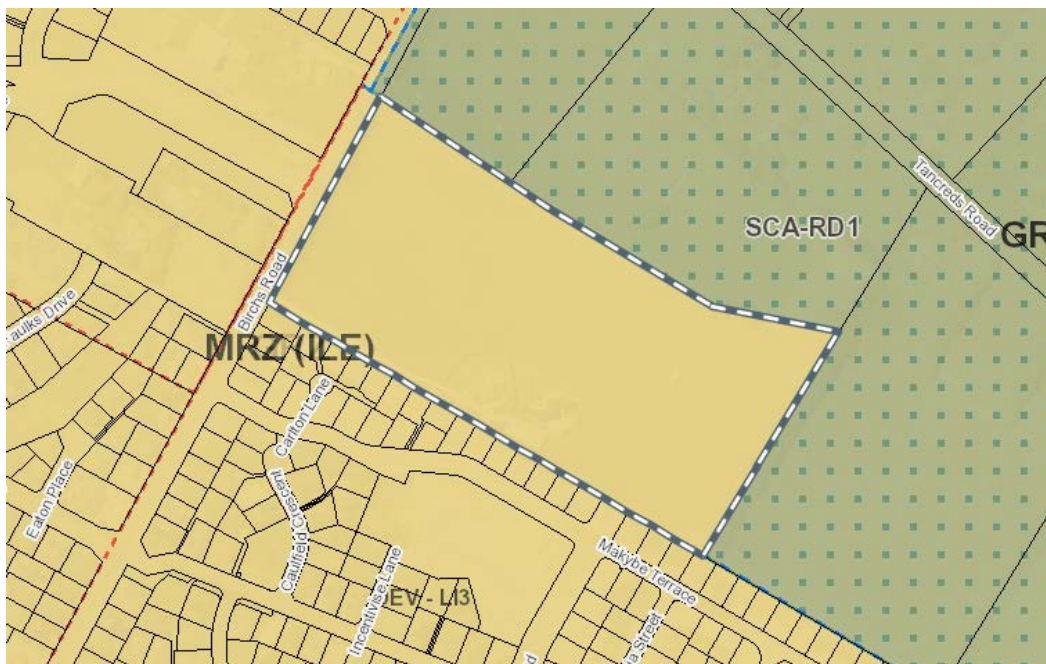 Tancreds Road
SCA-RD1
GR
Birchs Road
aulks Drive
MRZ (ILE)
Carlton Lane
Eaton Place
Caulfield Crescent
Makybe Terrace
Incentivise Lane
EV - LI3
a Street
d